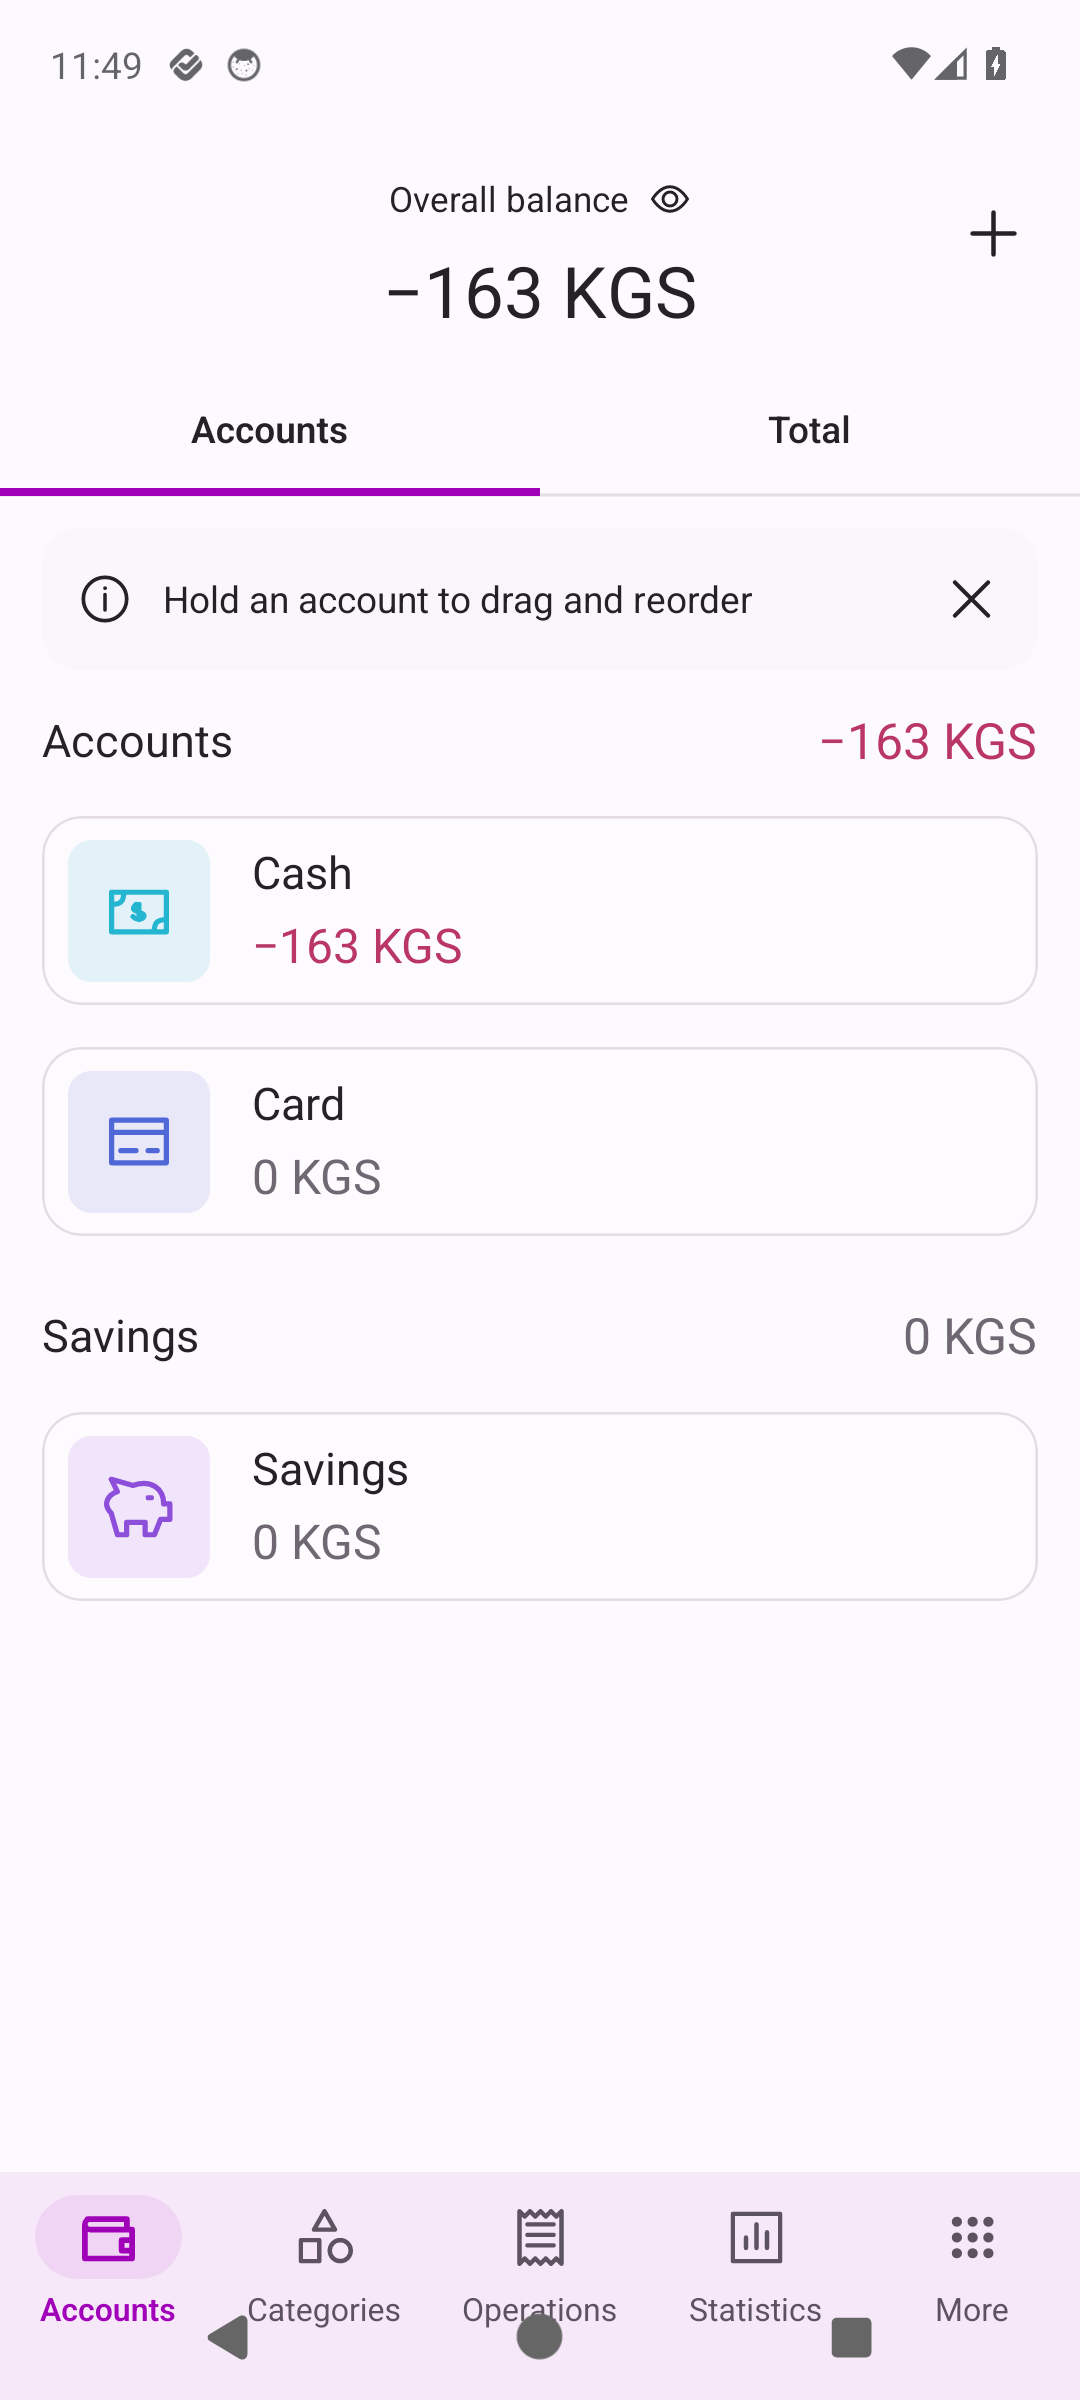 11:49
Overall balance
−163 KGS
Accounts
Total
Hold an account to drag and reorder
Accounts
−163 KGS
Cash
−163 KGS
Card
0 KGS
Savings
0 KGS
Savings
0 KGS
Accounts
Categories
Operations
Statistics
More